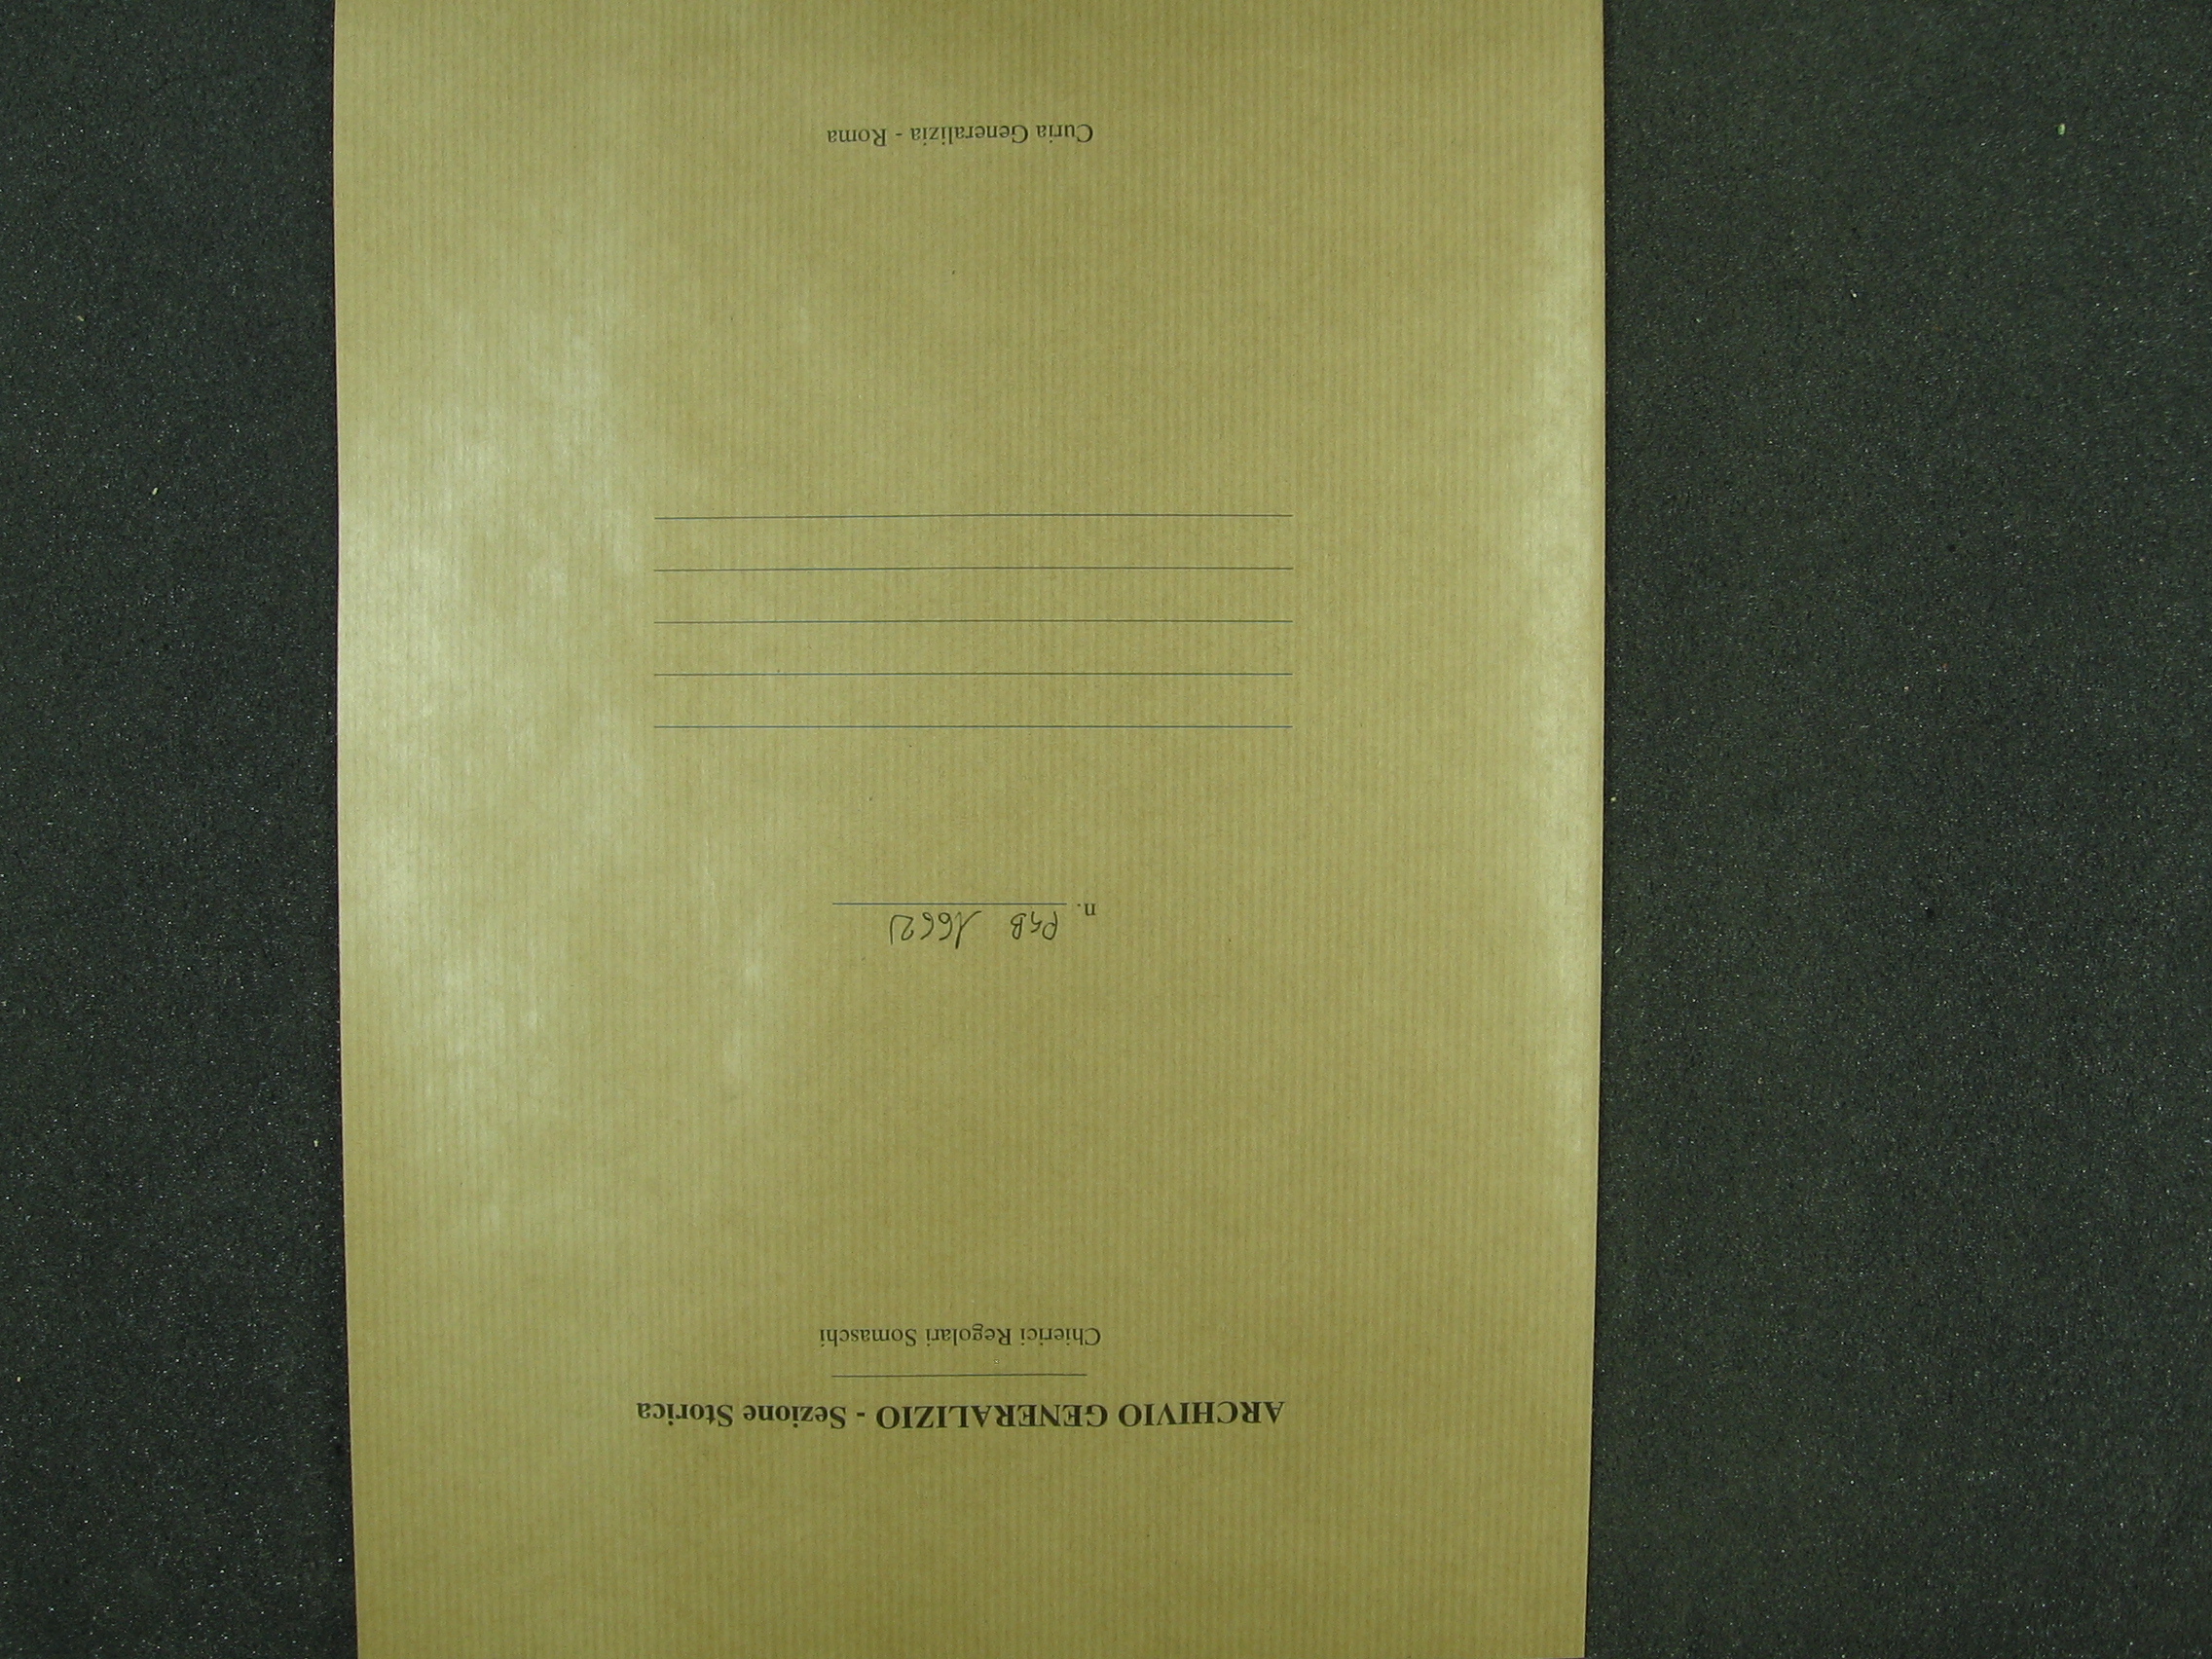 ARCHIVIO GENERALIZIO - Sezione Storica
Chierici Regolari Somaschi
n.
Curia Generalizia - Roma